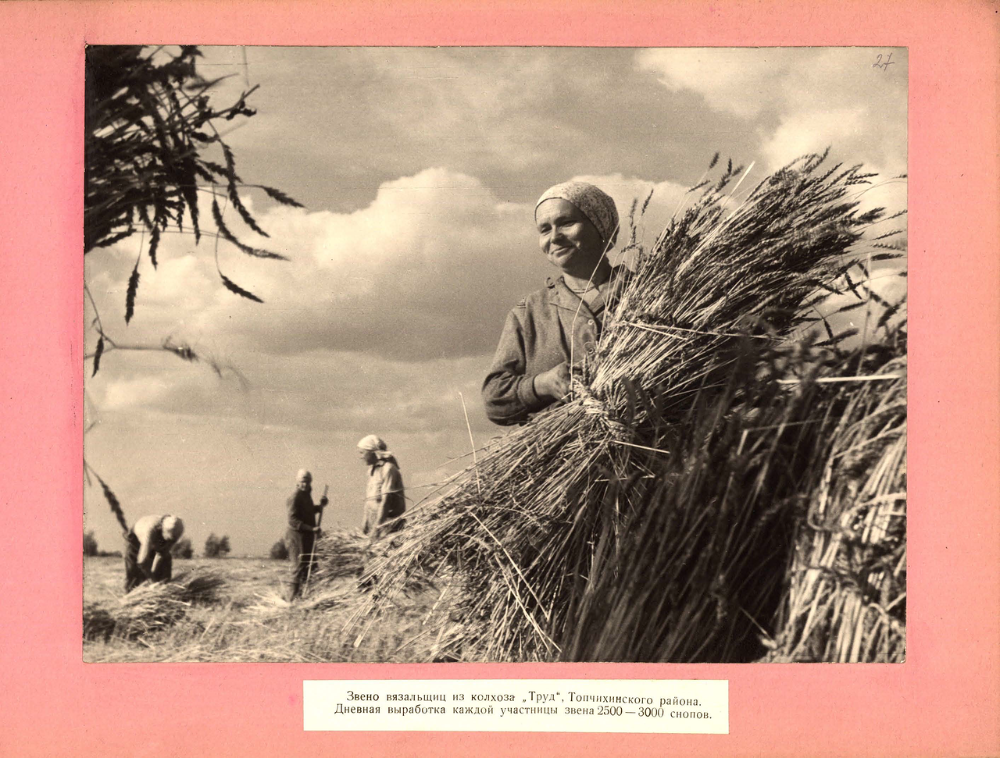 27
Звено вязальщиц из колхоза „Труд“, Топчихинского района.
Дневная выработка каждой участницы звена 2500—3000 снопов.